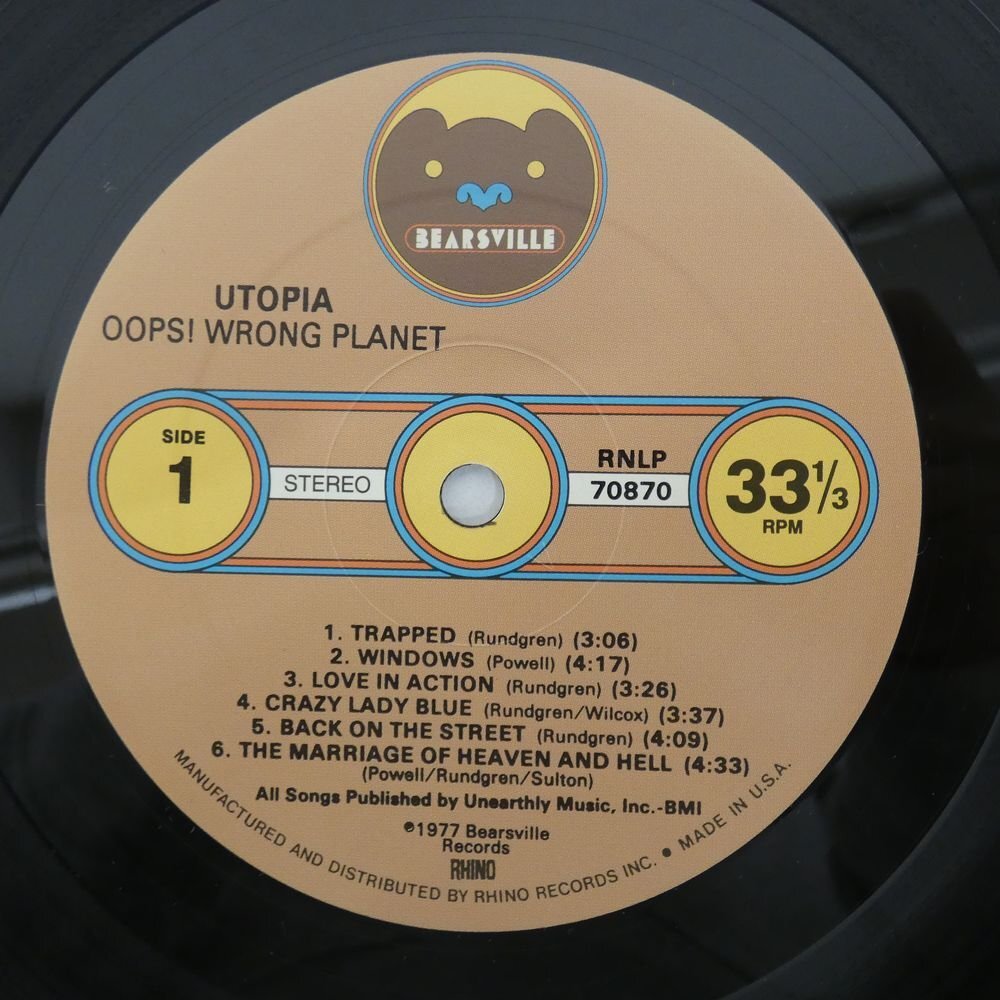 BEARSVILLE
UTOPIA
OOPS! WRONG PLANET
SIDE
1
STEREO
RNLP
70870
33 1/3
RPM
1. TRAPPED (Rundgren) (3:06)
2. WINDOWS (Powell) (4:17)
3. LOVE IN ACTION (Rundgren) (3:26)
4. CRAZY LADY BLUE (Rundgren/Wilcox) (3:37)
5. BACK ON THE STREET (Rundgren) (4:09)
6. THE MARRIAGE OF HEAVEN AND HELL (4:33)
(Powell/Rundgren/Sulton)
All Songs Published by Unearthly Music, Inc.-BMI
℗1977 Bearsville
Records
RHINO
MANUFACTURED AND DISTRIBUTED BY RHINO RECORDS INC. ● MADE IN U.S.A.